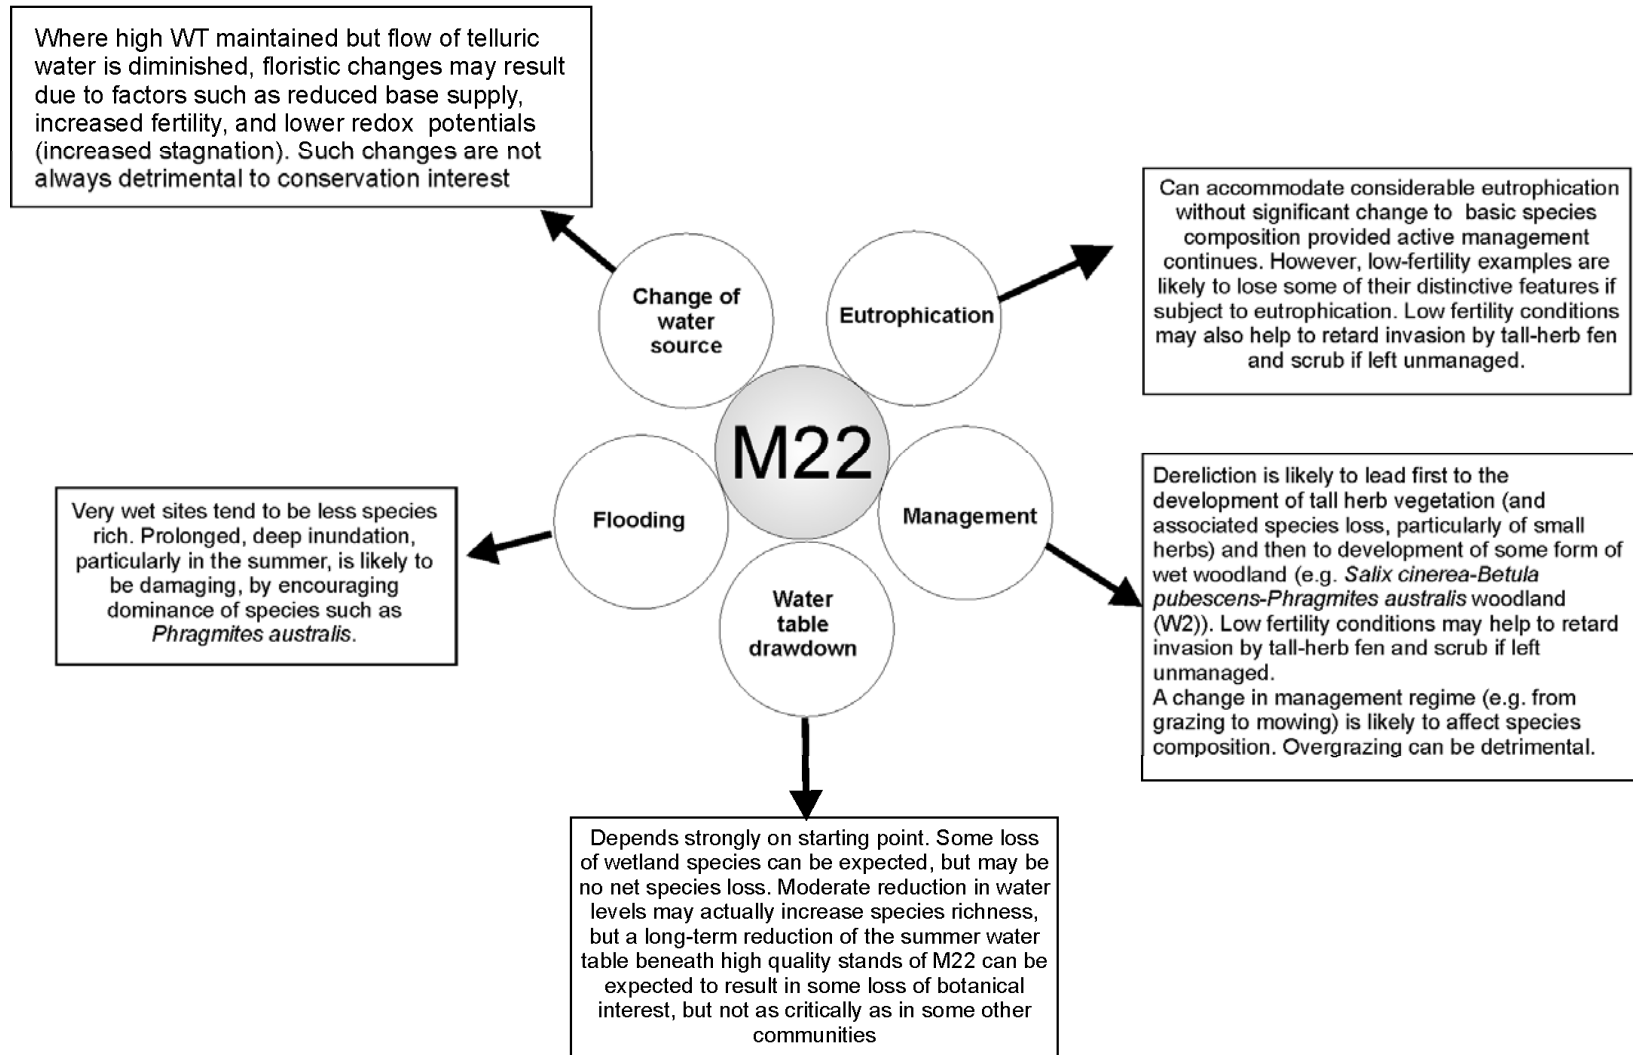 Where high WT maintained but flow of telluric
water is diminished, floristic changes may result
due to factors such as reduced base supply,
increased fertility, and lower redox potentials
(increased stagnation). Such changes are not
always detrimental to conservation interest
Can accommodate considerable eutrophication
without significant change to basic species
composition provided active management
continues. However, low-fertility examples are
likely to lose some of their distinctive features if
subject to eutrophication. Low fertility conditions
may also help to retard invasion by tall-herb fen
and scrub if left unmanaged.
Change of
water
source
Eutrophication
M22
Flooding
Management
Water
table
drawdown
Very wet sites tend to be less species
rich. Prolonged, deep inundation,
particularly in the summer, is likely to
be damaging, by encouraging
dominance of species such as
Phragmites australis.
Dereliction is likely to lead first to the
development of tall herb vegetation (and
associated species loss, particularly of small
herbs) and then to development of some form of
wet woodland (e.g. Salix cinerea-Betula
pubescens-Phragmites australis woodland
(W2)). Low fertility conditions may help to retard
invasion by tall-herb fen and scrub if left
unmanaged.
A change in management regime (e.g. from
grazing to mowing) is likely to affect species
composition. Overgrazing can be detrimental.
Depends strongly on starting point. Some loss
of wetland species can be expected, but may be
no net species loss. Moderate reduction in water
levels may actually increase species richness,
but a long-term reduction of the summer water
table beneath high quality stands of M22 can be
expected to result in some loss of botanical
interest, but not as critically as in some other
communities